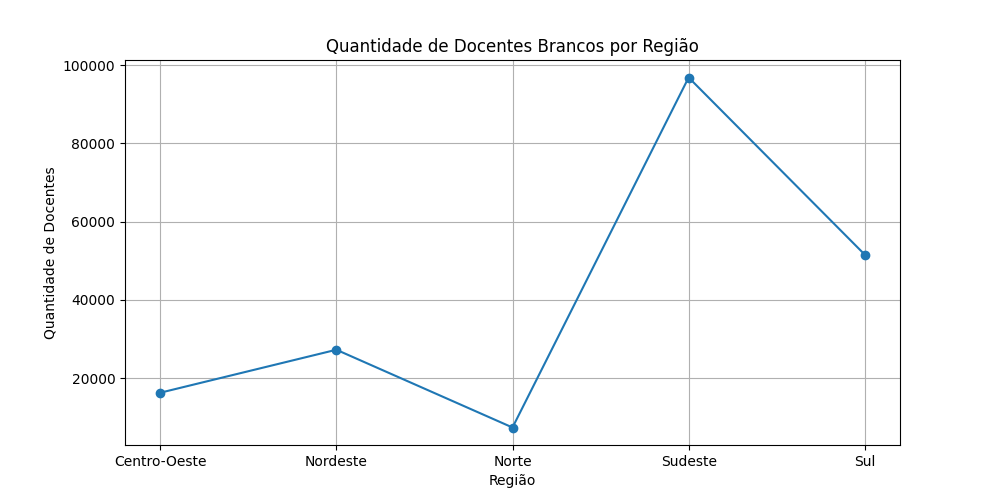 Quantidade de Docentes Brancos por Região
100000
80000
60000
40000
20000
Quantidade de Docentes
Centro-Oeste Nordeste Norte Sudeste Sul
Região